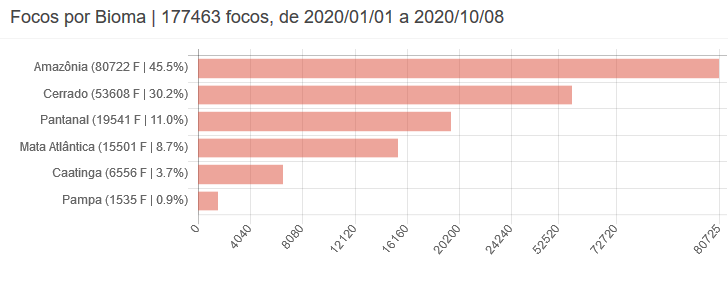 Focos por Bioma | 177463 focos, de 2020/01/01 a 2020/10/08
Amazônia (80722 F | 45.5%)
Cerrado (53608 F | 30.2%)
Pantanal (19541 F | 11.0%)
Mata Atlântica (15501 F | 8.7%)
Caatinga (6556 F | 3.7%)
Pampa (1535 F | 0.9%)
0 4040 8080 12120 16160 20200 24240 52520 72720 80725